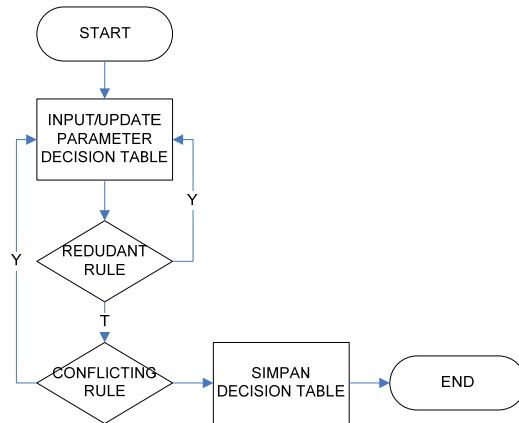 START
INPUT/UPDATE
PARAMETER
DECISION TABLE
Y
REDUDANT
RULE
Y
T
CONFLICTING
RULE
SIMPAN
DECISION TABLE
END